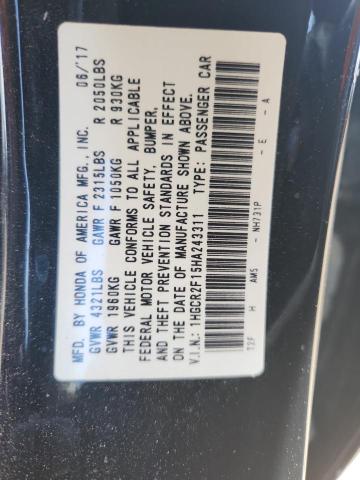 MFD. BY HONDA OF AMERICA MFG., INC. 06/'17
GVWR 4321LBS GAWR F 2315LBS R 2050LBS
GVWR 1960KG GAWR F 1050KG R 930KG
THIS VEHICLE CONFORMS TO ALL APPLICABLE
FEDERAL MOTOR VEHICLE SAFETY, BUMPER,
AND THEFT PREVENTION STANDARDS IN EFFECT
ON THE DATE OF MANUFACTURE SHOWN ABOVE.
V.I.N.: 1HGCR2F15HA243311 TYPE: PASSENGER CAR
T2F H AM5 - NH731P - E - A